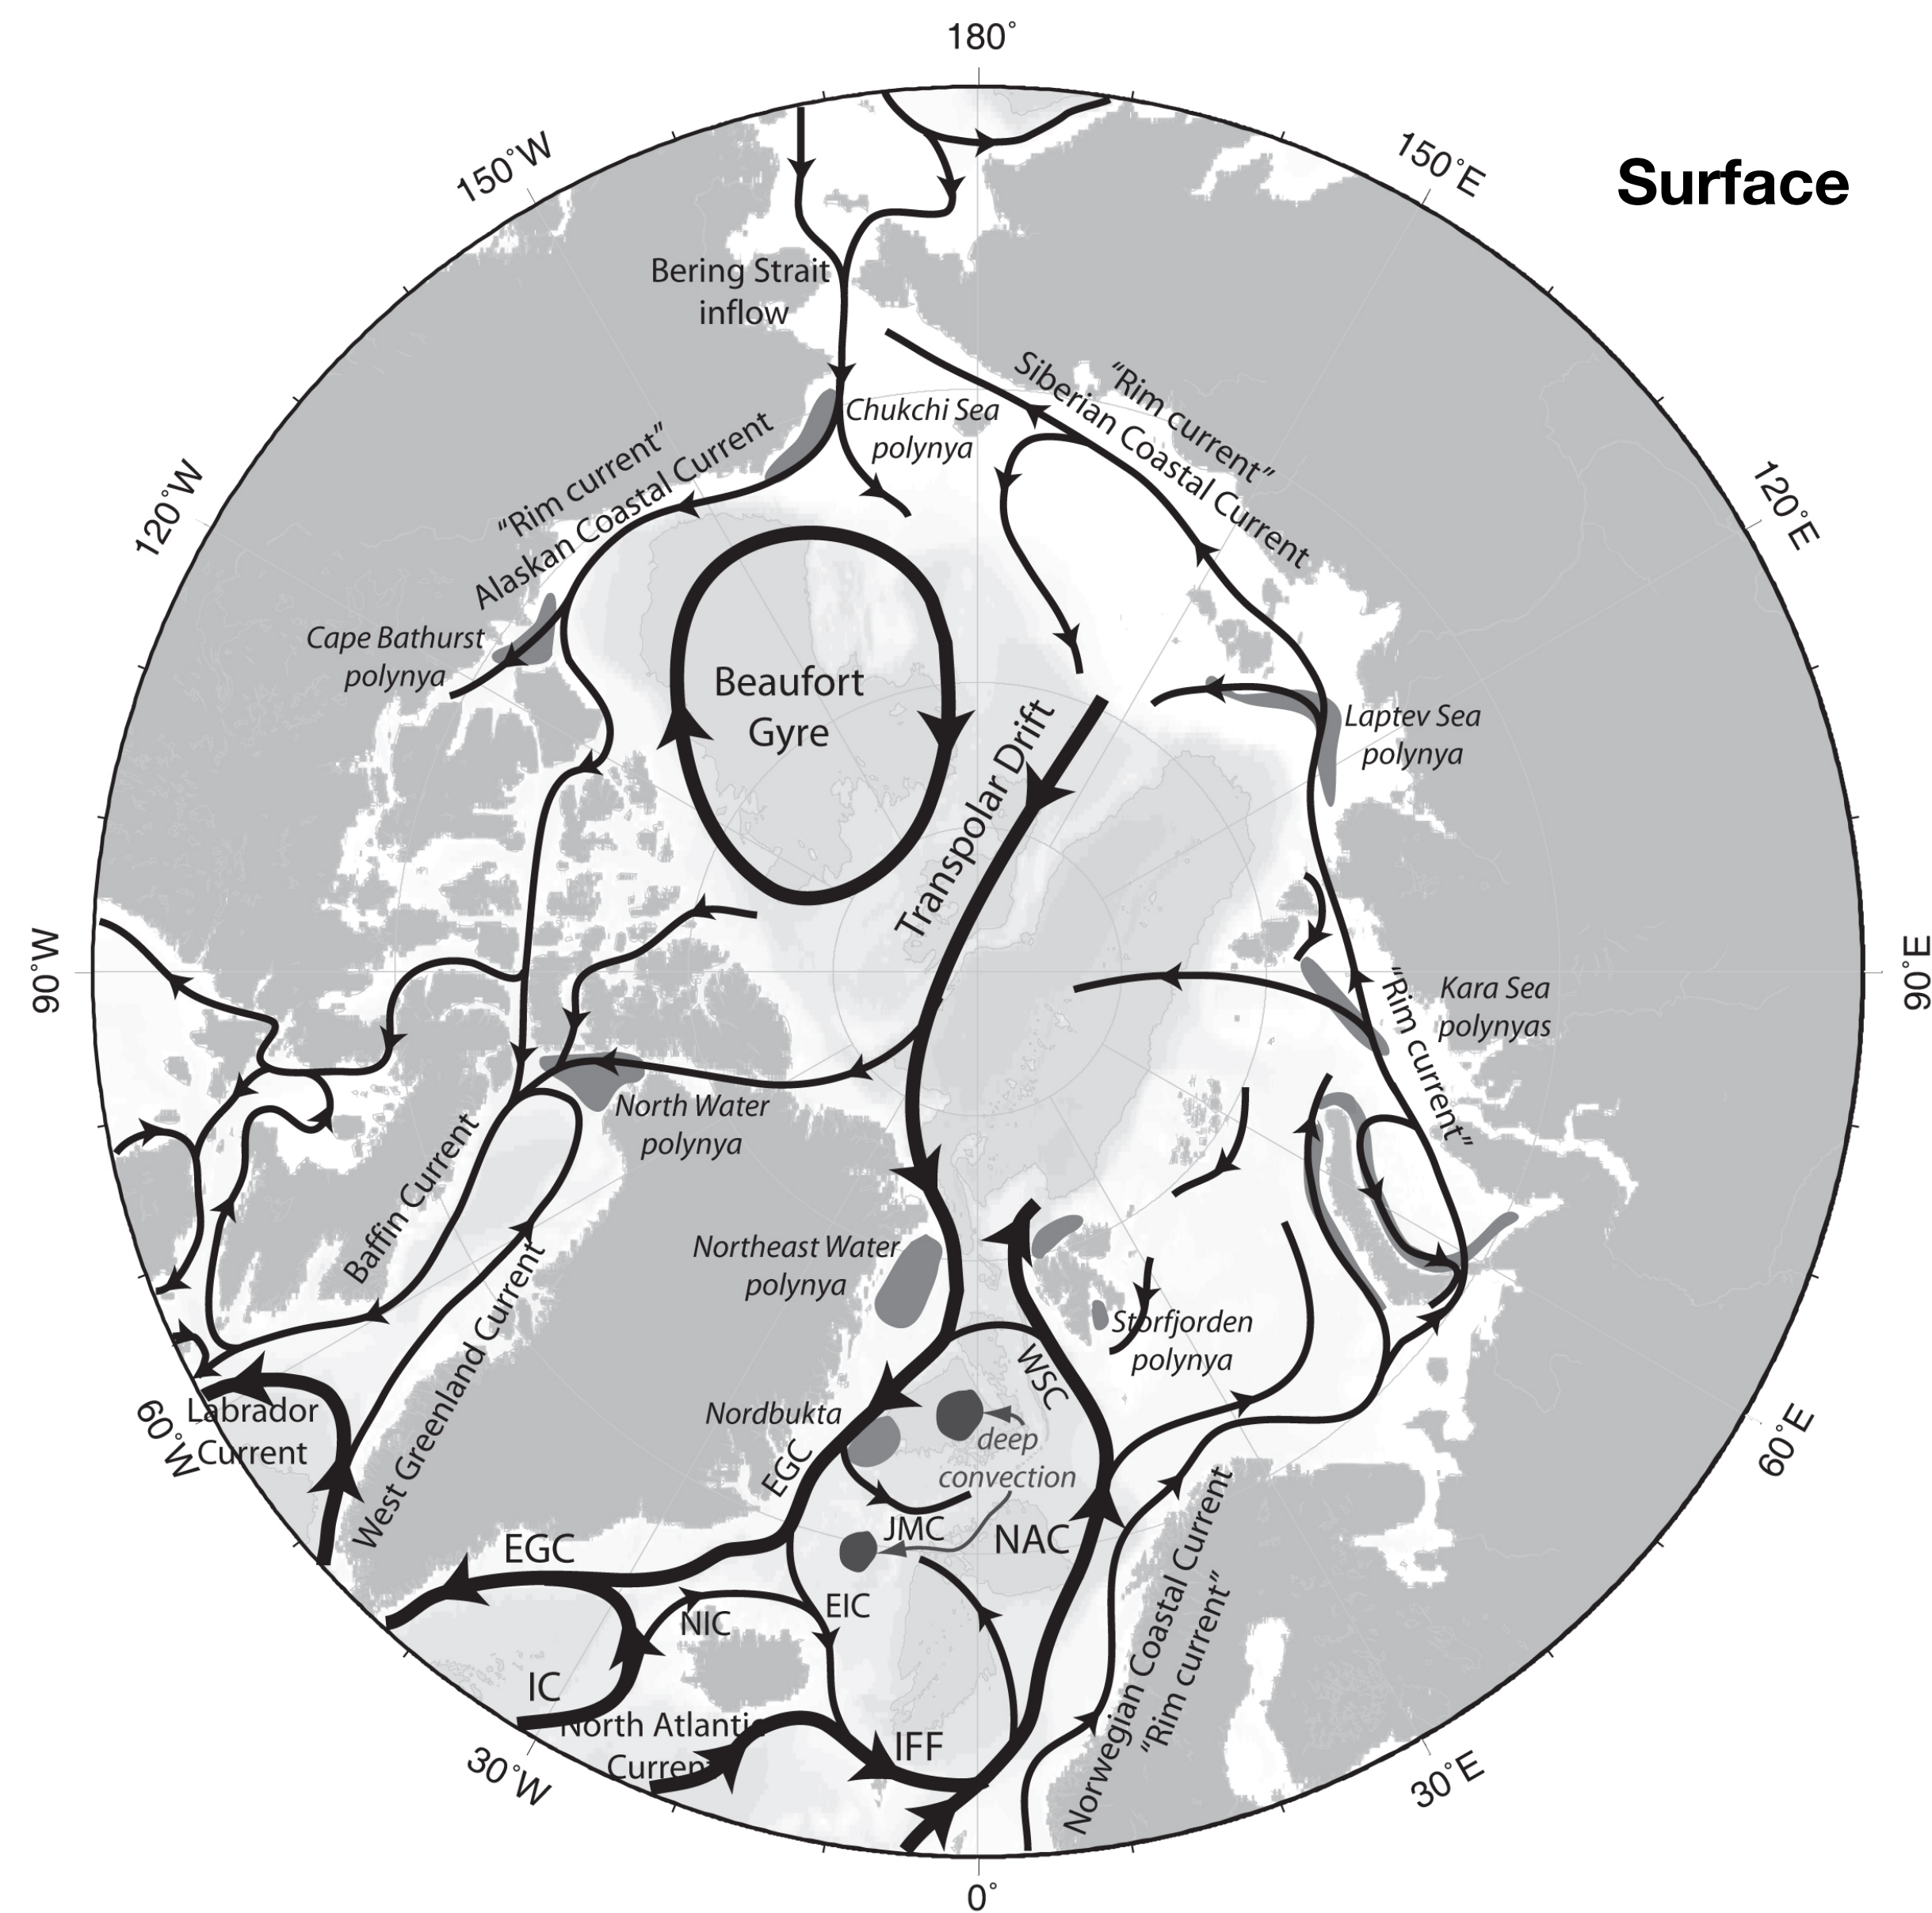 180°
150°W
150°E
Surface
Bering Strait
inflow
"Rim current"
Siberian Coastal Current
Chukchi Sea
polynya
"Rim current"
Alaskan Coastal Current
120°W
120°E
Cape Bathurst
polynya
Beaufort
Gyre
Transpolar Drift
Laptev Sea
polynya
90°W
90°E
Kara Sea
polynyas
"Rim current"
North Water
polynya
Baffin Current
Northeast Water
polynya
Storfjorden
polynya
WSC
Labrador
Current
60°W
West Greenland Current
Nordbukta
deep
convection
60°E
EGC
JMC
NAC
EGC
EIC
NIC
IC
Norwegian Coastal Current
"Rim current"
North Atlantic
Current
IFF
30°W
30°E
0°